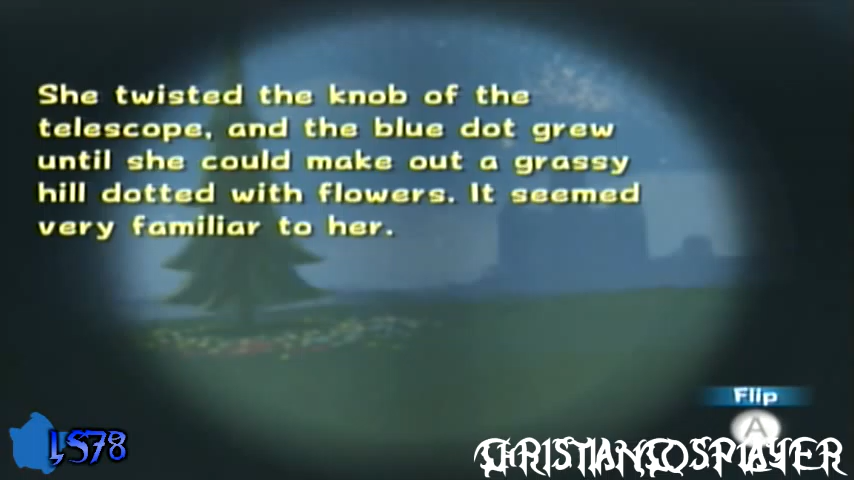 She twisted the knob of the
telescope, and the blue dot grew
until she could make out a grassy
hill dotted with flowers. It seemed
very familiar to her.
Flip
A
LS78
CHRISTIANCOSPLAYER